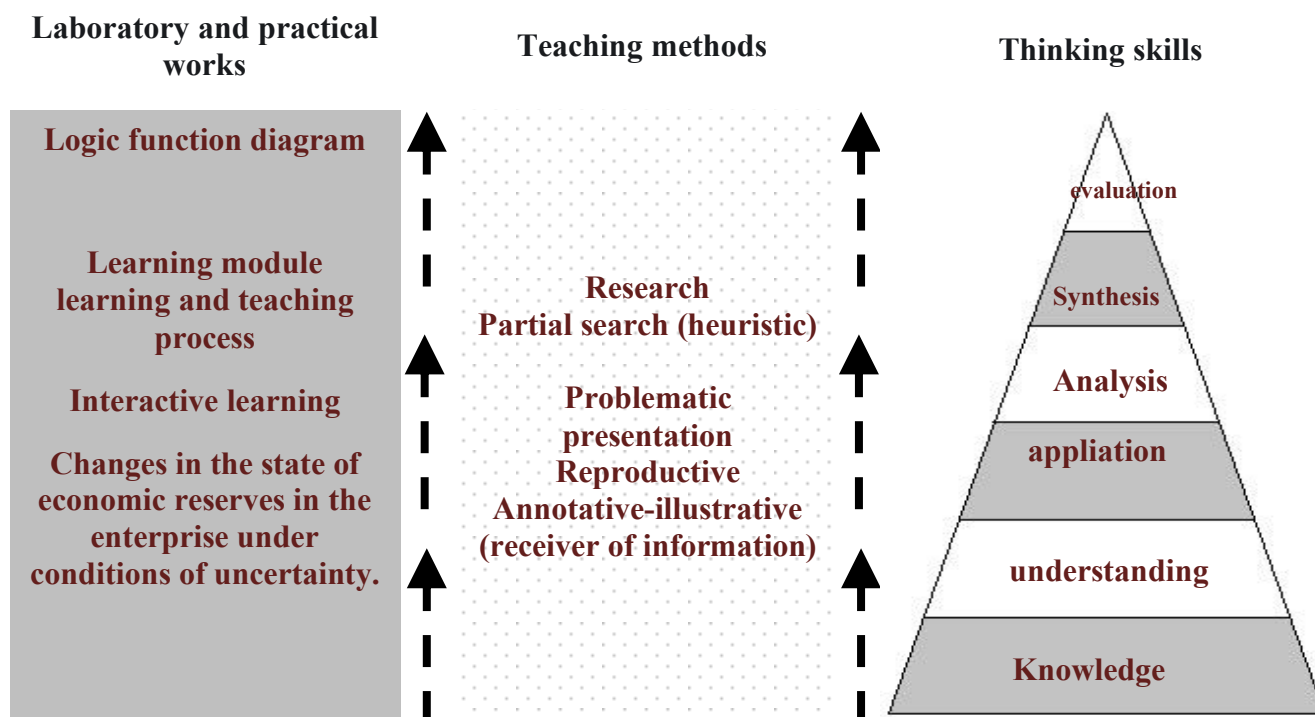 Laboratory and practical
works
Logic function diagram
Learning module
learning and teaching
process
Interactive learning
Changes in the state of
economic reserves in the
enterprise under
conditions of uncertainty.
Teaching methods
Research
Partial search (heuristic)
Problematic
presentation
Reproductive
Annotative-illustrative
(receiver of information)
Thinking skills
evaluation
Synthesis
Analysis
appliation
understanding
Knowledge